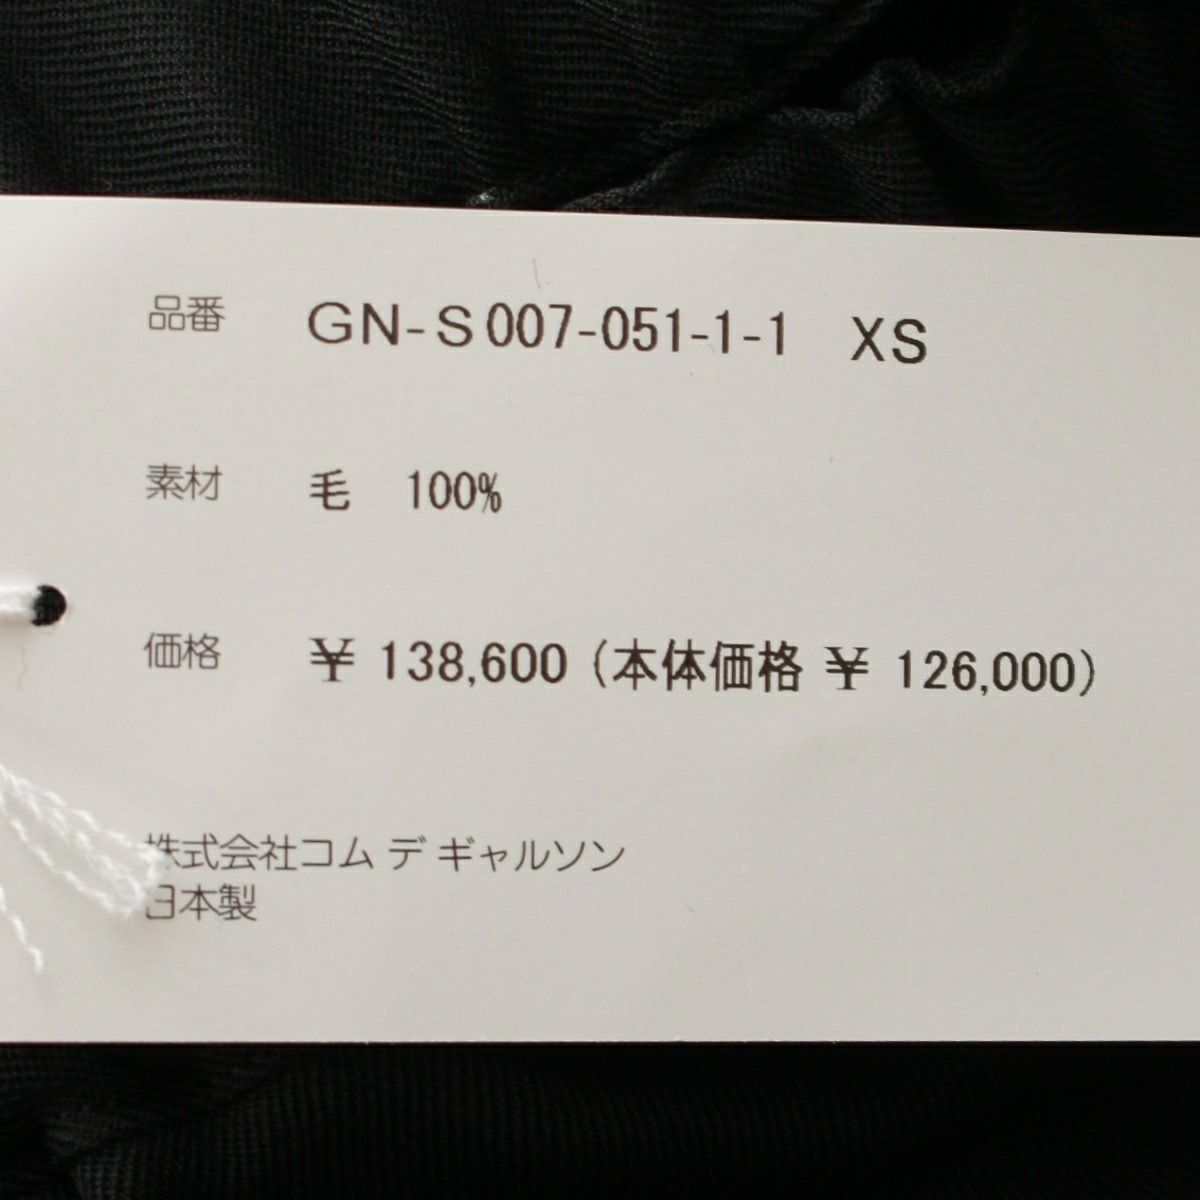 品番 GN-S007-051-1-1 XS
素材 毛 100%
価格 ¥ 138,600 (本体価格 ¥ 126,000)
株式会社コム デ ギャルソン
日本製